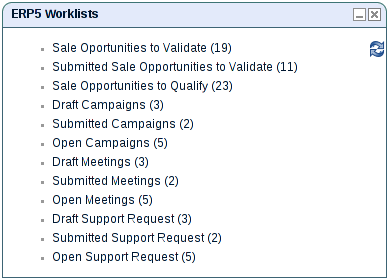 ERP5 Worklists
Sale Oportunities to Validate (19)
Submitted Sale Opportunities to Validate (11)
Sale Opportunities to Qualify (23)
Draft Campaigns (3)
Submitted Campaigns (2)
Open Campaigns (5)
Draft Meetings (3)
Submitted Meetings (2)
Open Meetings (5)
Draft Support Request (3)
Submitted Support Request (2)
Open Support Request (5)